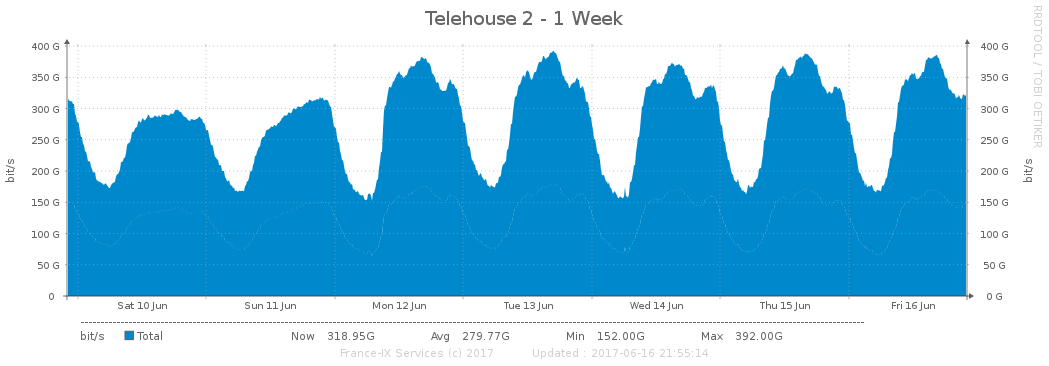 Telehouse 2 - 1 Week
RRDTOOL / TOBI OETIKER
400 G 400 G
350 G 350 G
300 G 300 G
250 G 250 G
200 G 200 G
150 G 150 G
100 G 100 G
50 G 50 G
0 0 G
bit/s
bit/s
Sat 10 Jun Sun 11 Jun Mon 12 Jun Tue 13 Jun Wed 14 Jun Thu 15 Jun Fri 16 Jun
bit/s Total Now 318.95G Avg 279.77G Min 152.00G Max 392.00G
France-IX Services (c) 2017 Updated : 2017-06-16 21:55:14